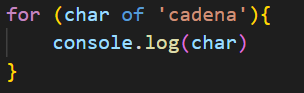 for (char of 'cadena'){
    console.log(char)
}